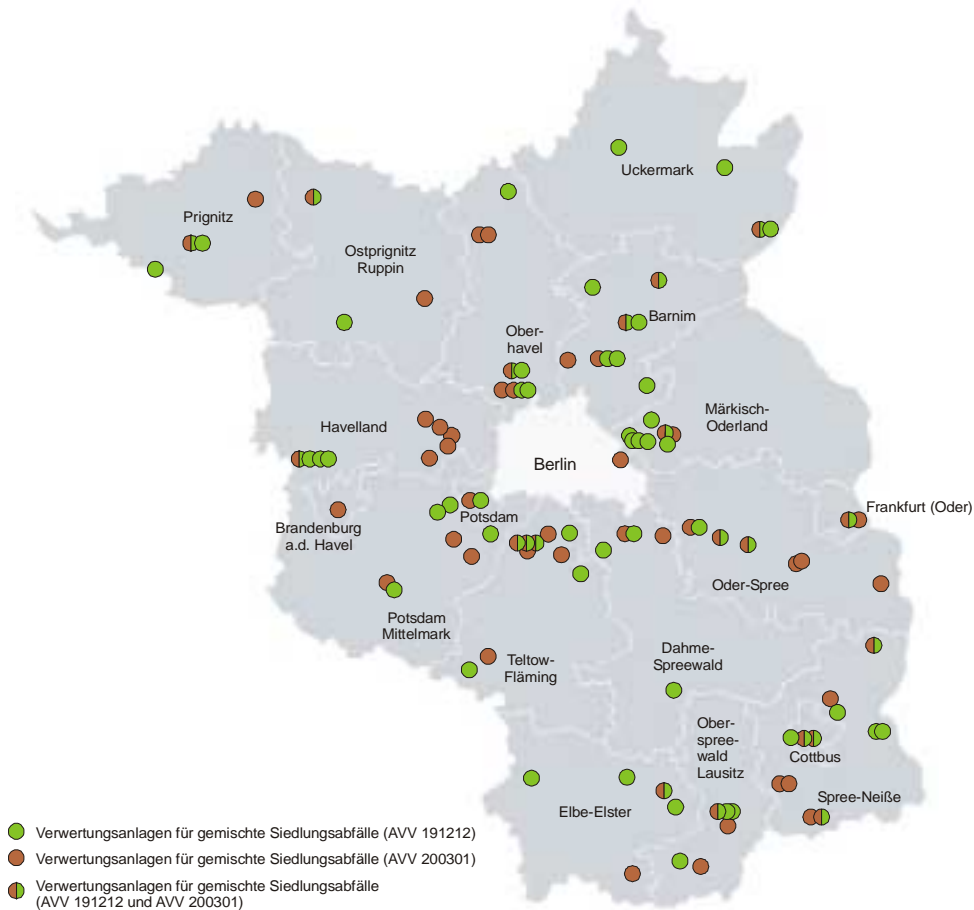 Uckermark
Prignitz
Ostprignitz
Ruppin
Barnim
Ober-
havel
Märkisch-
Oderland
Havelland
Berlin
Frankfurt (Oder)
Potsdam
Brandenburg
a.d. Havel
Oder-Spree
Potsdam
Mittelmark
Dahme-
Spreewald
Teltow-
Fläming
Ober-
spree-
wald
Lausitz
Cottbus
Spree-Neiße
Elbe-Elster
Verwertungsanlagen für gemischte Siedlungsabfälle (AVV 191212)
Verwertungsanlagen für gemischte Siedlungsabfälle (AVV 200301)
Verwertungsanlagen für gemischte Siedlungsabfälle
(AVV 191212 und AVV 200301)